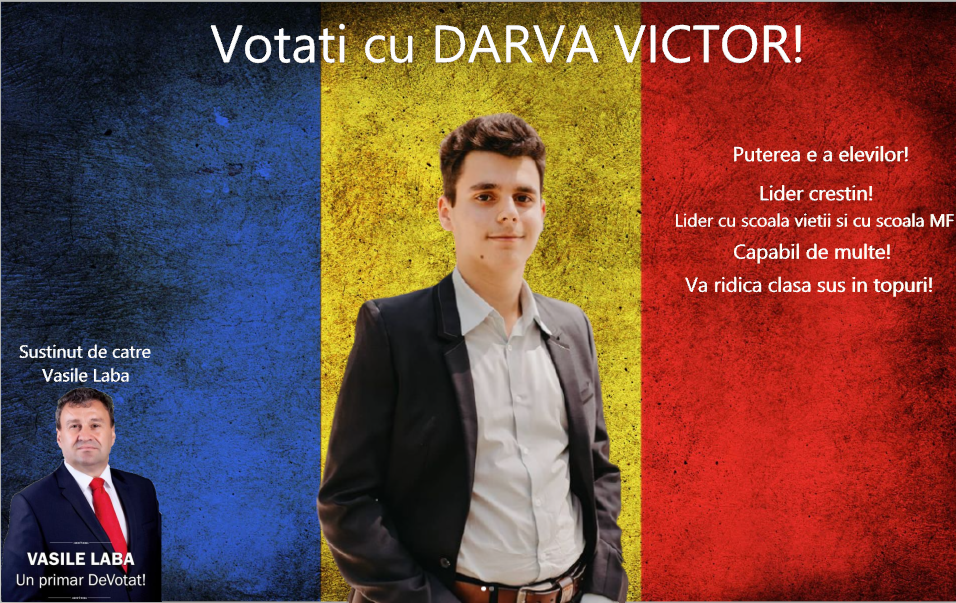 Votati cu DARVA VICTOR!
Puterea e a elevilor!
Lider crestin!
Lider cu scoala vietii si cu scoala MF
Capabil de multe!
Va ridica clasa sus in topuri!
Sustinut de catre
Vasile Laba
VASILE LABA
Un primar DeVotat!